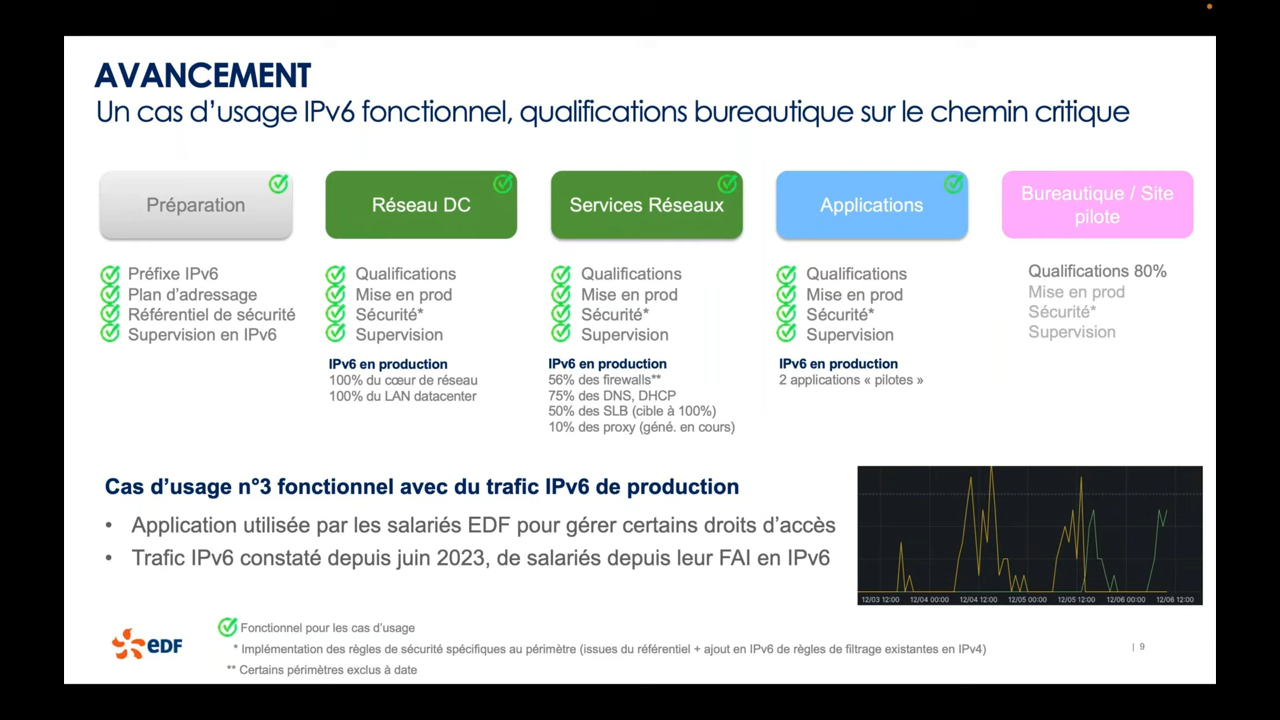 AVANCEMENT
Un cas d'usage IPv6 fonctionnel, qualifications bureautique sur le chemin critique
Préparation
Réseau DC
Services Réseaux
Applications
Bureautique / Site
pilote
Préfixe IPv6
Plan d'adressage
Référentiel de sécurité
Supervision en IPv6
Qualifications
Mise en prod
Sécurité*
Supervision
IPv6 en production
100% du cœur de réseau
100% du LAN datacenter
Qualifications
Mise en prod
Sécurité*
Supervision
IPv6 en production
56% des firewalls**
75% des DNS, DHCP
50% des SLB (cible à 100%)
10% des proxy (géné. en cours)
Qualifications
Mise en prod
Sécurité*
Supervision
IPv6 en production
2 applications « pilotes »
Qualifications 80%
Mise en prod
Sécurité*
Supervision
Cas d'usage n°3 fonctionnel avec du trafic IPv6 de production
• Application utilisée par les salariés EDF pour gérer certains droits d'accès
• Trafic IPv6 constaté depuis juin 2023, de salariés depuis leur FAI en IPv6
12/03 12:00 12/04 00:00 12/04 12:00 12/05 00:00 12/05 12:00 12/06 00:00 12/06 12:00
eDF
Fonctionnel pour les cas d'usage
* Implémentation des règles de sécurité spécifiques au périmètre (issues du référentiel + ajout en IPv6 de règles de filtrage existantes en IPv4)
** Certains périmètres exclus à date
| 9